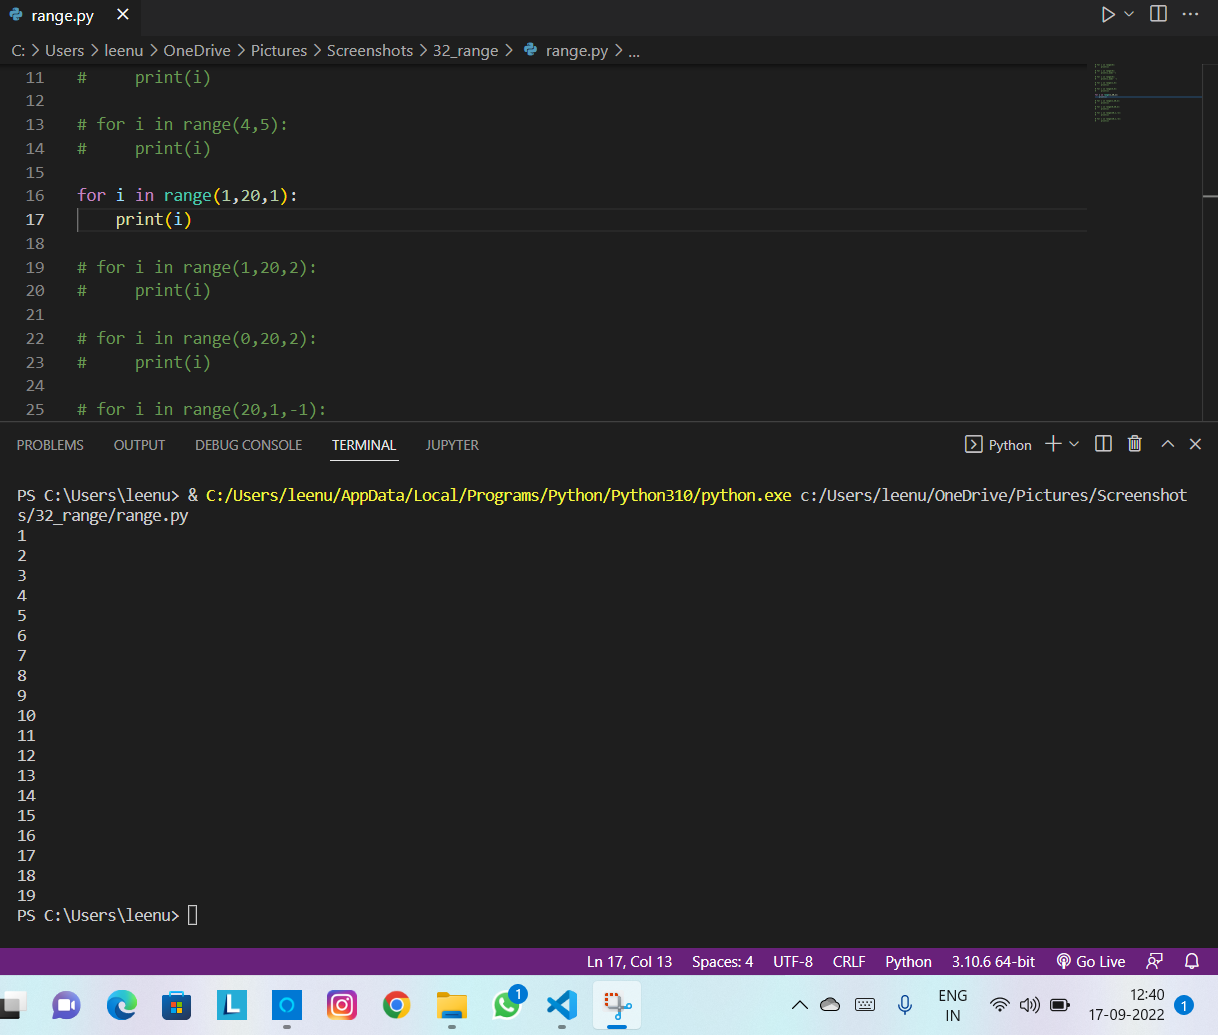 range.py
C: > Users > leenu > OneDrive > Pictures > Screenshots > 32_range > range.py > ...
11 #     print(i)
12
13 # for i in range(4,5):
14 #     print(i)
15
16 for i in range(1,20,1):
17     print(i)
18
19 # for i in range(1,20,2):
20 #     print(i)
21
22 # for i in range(0,20,2):
23 #     print(i)
24
25 # for i in range(20,1,-1):
PROBLEMS OUTPUT DEBUG CONSOLE TERMINAL JUPYTER Python
PS C:\Users\leenu> & C:/Users/leenu/AppData/Local/Programs/Python/Python310/python.exe c:/Users/leenu/OneDrive/Pictures/Screenshot
s/32_range/range.py
1
2
3
4
5
6
7
8
9
10
11
12
13
14
15
16
17
18
19
PS C:\Users\leenu>
Ln 17, Col 13 Spaces: 4 UTF-8 CRLF Python 3.10.6 64-bit Go Live
L 1 ENG 12:40
IN 17-09-2022 1